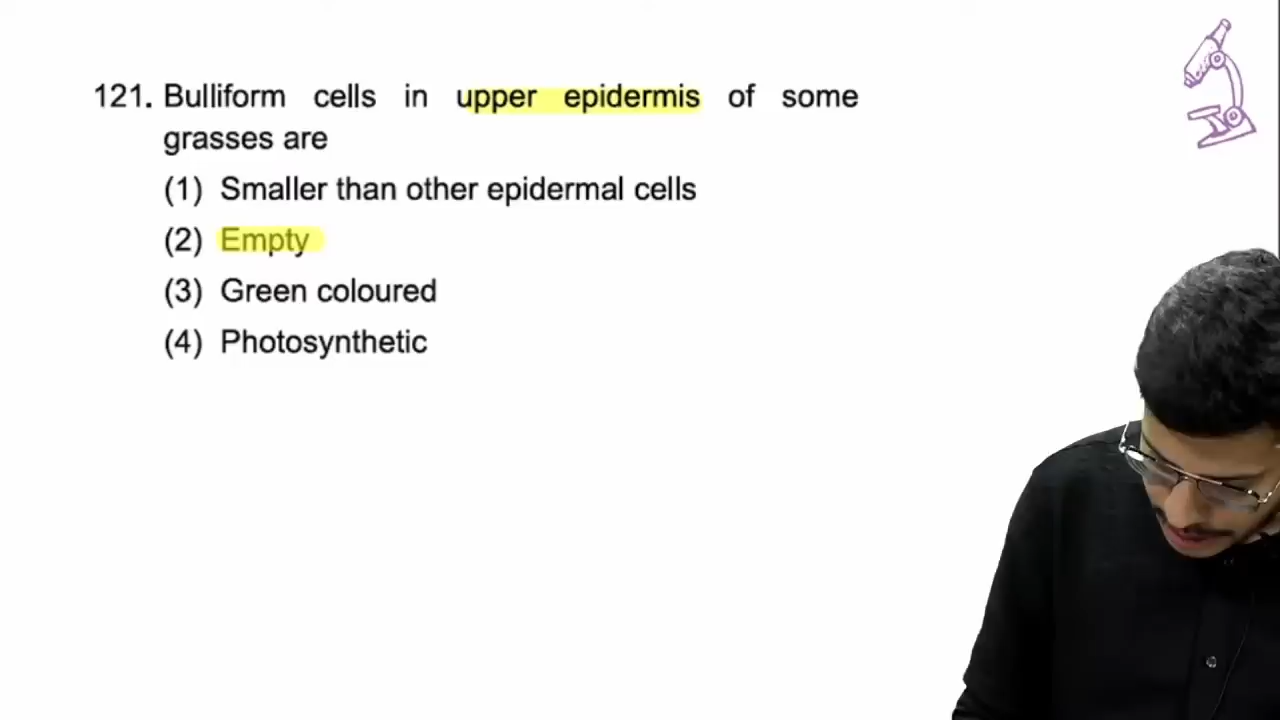 121. Bulliform cells in upper epidermis of some
grasses are
(1) Smaller than other epidermal cells
(2) Empty
(3) Green coloured
(4) Photosynthetic